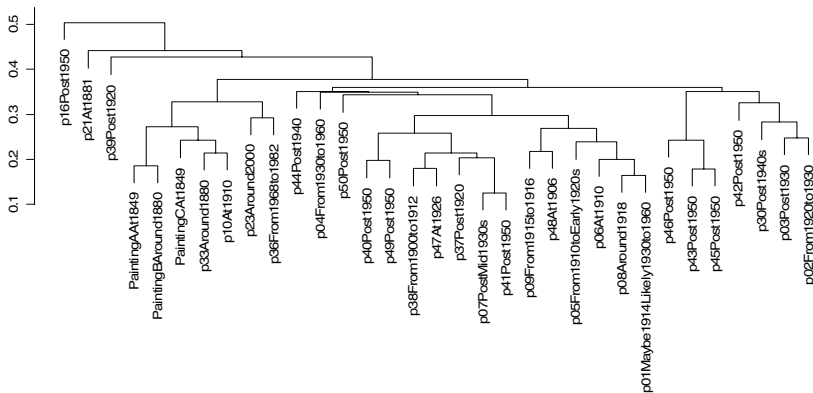 0.5
0.4
0.3
0.2
0.1
p16Post1950
p21At1881
p39Post1920
PaintingAAt1849
PaintingBAround1880
PaintingCAt1849
p33Around1880
p10At1910
p23Around2000
p36From1968to1982
p44Post1940
p04From1930to1960
p50Post1950
p40Post1950
p49Post1950
p38From1900to1912
p47At1926
p37Post1920
p07PostMid1930s
p41Post1950
p09From1915to1916
p48At1906
p05From1910toEarly1920s
p06At1910
p08Around1918
p01Maybe1914Likely1930to1960
p46Post1950
p43Post1950
p45Post1950
p42Post1950
p30Post1940s
p03Post1930
p02From1920to1930